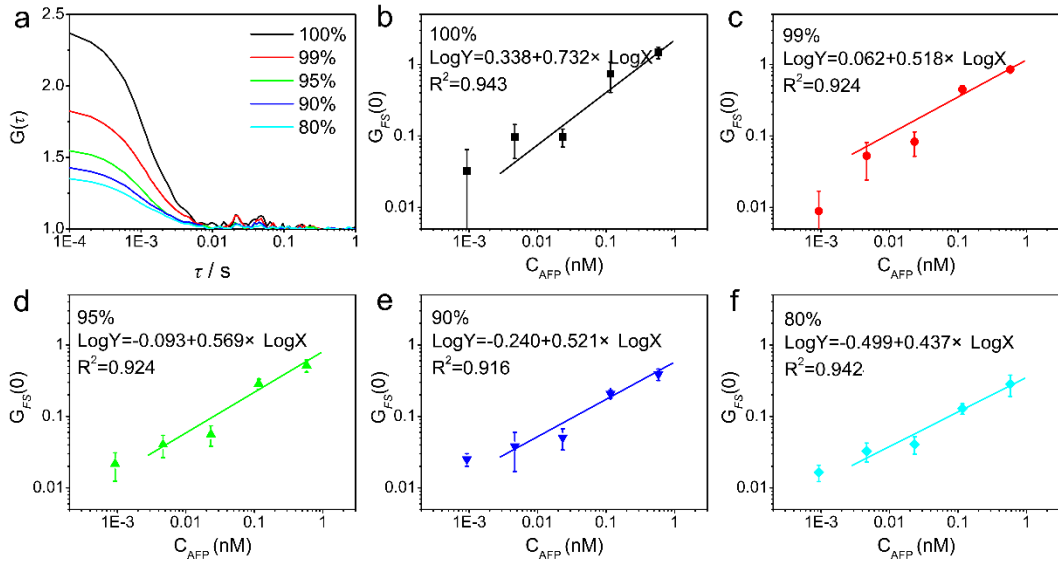 a
100%
99%
95%
90%
80%
G(τ)
2.5
2.0
1.5
1.0
1E-4
1E-3
0.01
0.1
1
τ / s
b
100%
LogY=0.338+0.732× LogX
R²=0.943
G_FS(0)
1
0.1
0.01
1E-3
0.01
0.1
1
C_AFP (nM)
c
99%
LogY=0.062+0.518× LogX
R²=0.924
G_FS(0)
1
0.1
0.01
1E-3
0.01
0.1
1
C_AFP (nM)
d
95%
LogY=-0.093+0.569× LogX
R²=0.924
G_FS(0)
1
0.1
0.01
1E-3
0.01
0.1
1
C_AFP (nM)
e
90%
LogY=-0.240+0.521× LogX
R²=0.916
G_FS(0)
1
0.1
0.01
1E-3
0.01
0.1
1
C_AFP (nM)
f
80%
LogY=-0.499+0.437× LogX
R²=0.942
G_FS(0)
1
0.1
0.01
1E-3
0.01
0.1
1
C_AFP (nM)